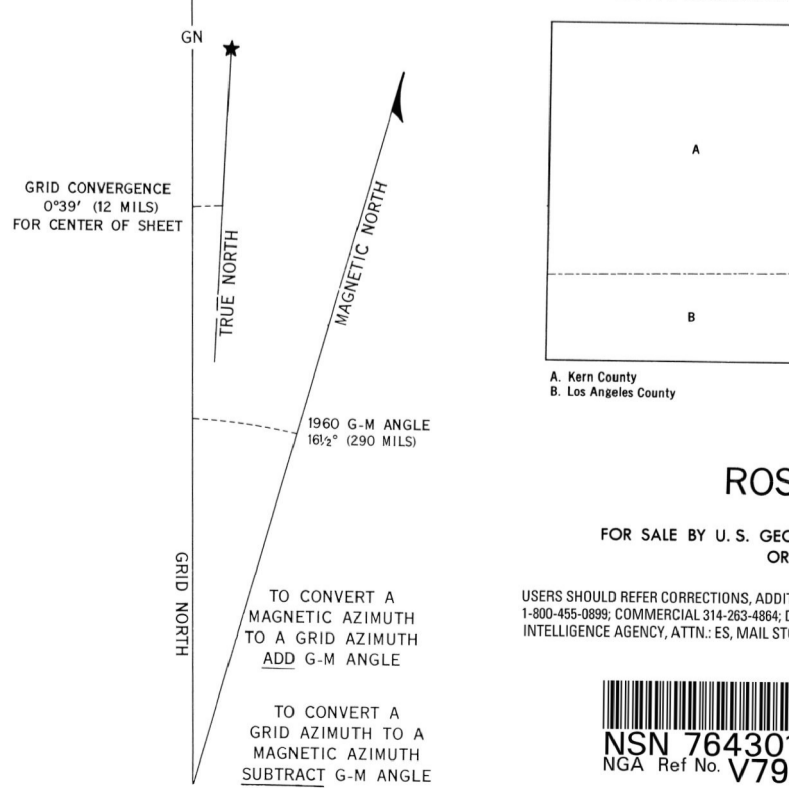 GN
GRID CONVERGENCE
0°39′ (12 MILS)
FOR CENTER OF SHEET
TRUE NORTH
MAGNETIC NORTH
1960 G-M ANGLE
16½° (290 MILS)
GRID NORTH
TO CONVERT A
MAGNETIC AZIMUTH
TO A GRID AZIMUTH
ADD G-M ANGLE
TO CONVERT A
GRID AZIMUTH TO A
MAGNETIC AZIMUTH
SUBTRACT G-M ANGLE
A
B
A. Kern County
B. Los Angeles County
ROS
FOR SALE BY U. S. GEO
OR
USERS SHOULD REFER CORRECTIONS, ADDIT
1-800-455-0899; COMMERCIAL 314-263-4864; D
INTELLIGENCE AGENCY, ATTN.: ES, MAIL STO
NSN 764301
NGA Ref No. V79